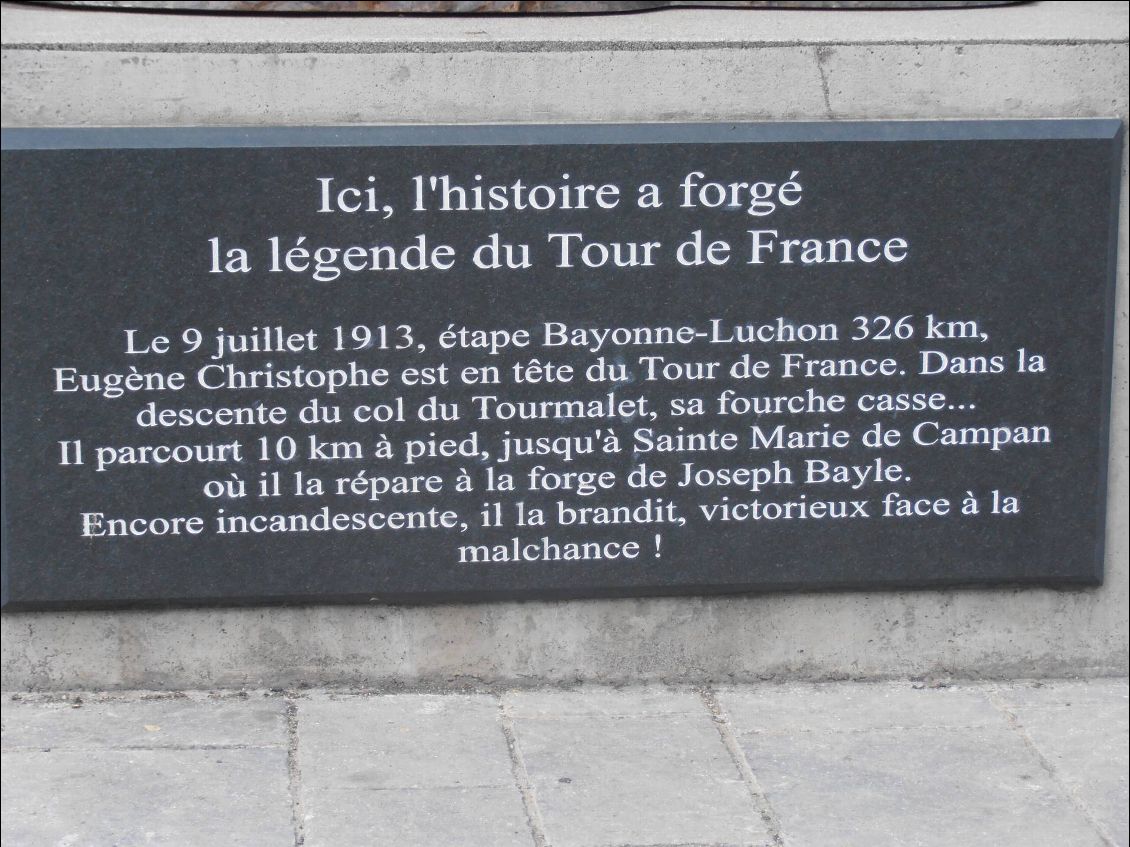 Ici, l'histoire a forgé
la légende du Tour de France
Le 9 juillet 1913, étape Bayonne-Luchon 326 km,
Eugène Christophe est en tête du Tour de France. Dans la
descente du col du Tourmalet, sa fourche casse...
Il parcourt 10 km à pied, jusqu'à Sainte Marie de Campan
où il la répare à la forge de Joseph Bayle.
Encore incandescente, il la brandit, victorieux face à la
malchance !